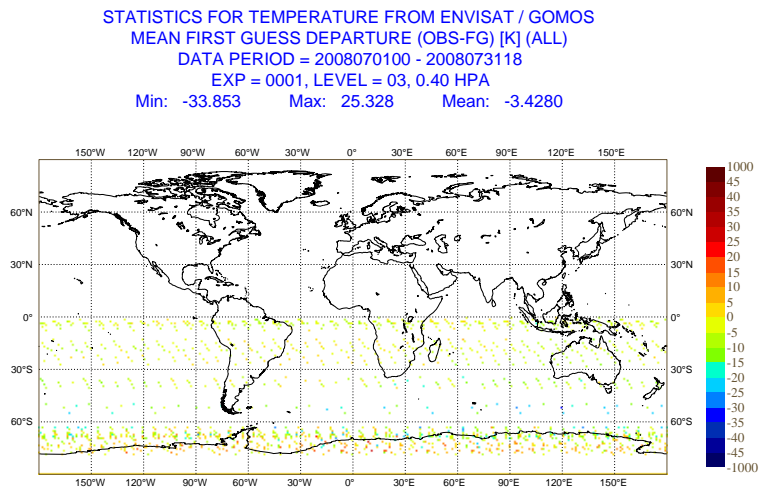 STATISTICS FOR TEMPERATURE FROM ENVISAT / GOMOS
MEAN FIRST GUESS DEPARTURE (OBS-FG) [K] (ALL)
DATA PERIOD = 2008070100 - 2008073118
EXP = 0001, LEVEL = 03, 0.40 HPA
Min: -33.853 Max: 25.328 Mean: -3.4280
150°W 120°W 90°W 60°W 30°W 0° 30°E 60°E 90°E 120°E 150°E
60°N 60°N
30°N 30°N
0° 0°
30°S 30°S
60°S 60°S
150°W 120°W 90°W 60°W 30°W 0° 30°E 60°E 90°E 120°E 150°E
1000
45
40
35
30
25
20
15
10
5
0
-5
-10
-15
-20
-25
-30
-35
-40
-45
-1000